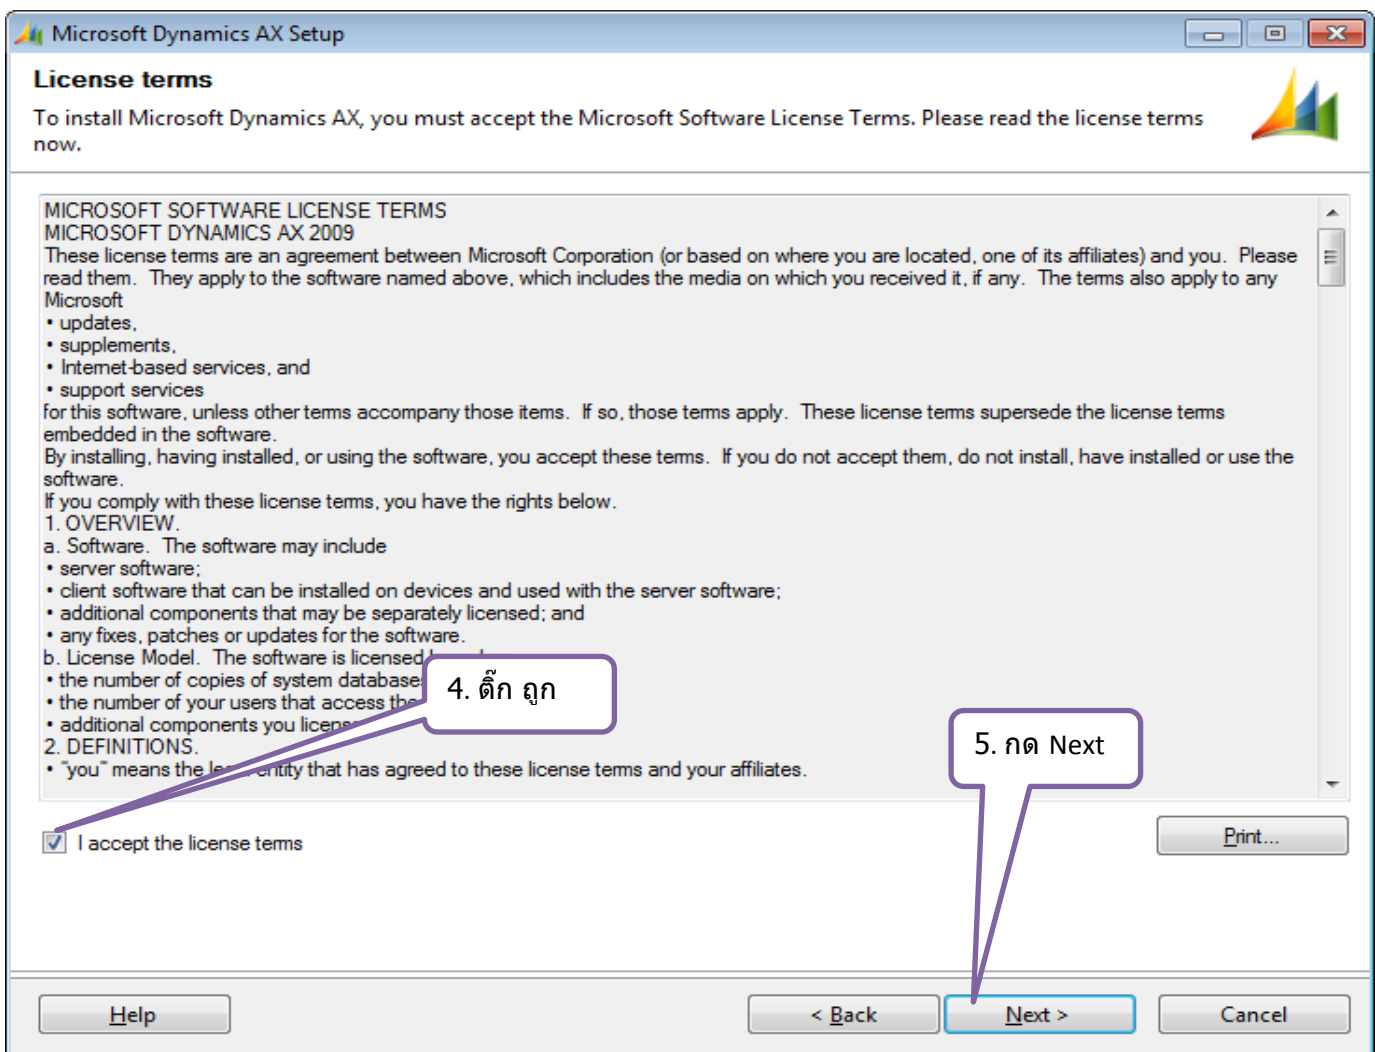 Microsoft Dynamics AX Setup
License terms
To install Microsoft Dynamics AX, you must accept the Microsoft Software License Terms. Please read the license terms
now.
MICROSOFT SOFTWARE LICENSE TERMS
MICROSOFT DYNAMICS AX 2009
These license terms are an agreement between Microsoft Corporation (or based on where you are located, one of its affiliates) and you.  Please
read them.  They apply to the software named above, which includes the media on which you received it, if any.  The terms also apply to any
Microsoft
• updates,
• supplements,
• Internet-based services, and
• support services
for this software, unless other terms accompany those items.  If so, those terms apply.  These license terms supersede the license terms
embedded in the software.
By installing, having installed, or using the software, you accept these terms.  If you do not accept them, do not install, have installed or use the
software.
If you comply with these license terms, you have the rights below.
1. OVERVIEW.
a. Software.  The software may include
• server software;
• client software that can be installed on devices and used with the server software;
• additional components that may be separately licensed; and
• any fixes, patches or updates for the software.
b. License Model.  The software is licensed
• the number of copies of system databases
• the number of your users that access the
• additional components you license
2. DEFINITIONS.
• "you" means the legal entity that has agreed to these license terms and your affiliates.
4. ติ๊ก ถูก
5. กด Next
I accept the license terms
Print...
Help
< Back
Next >
Cancel